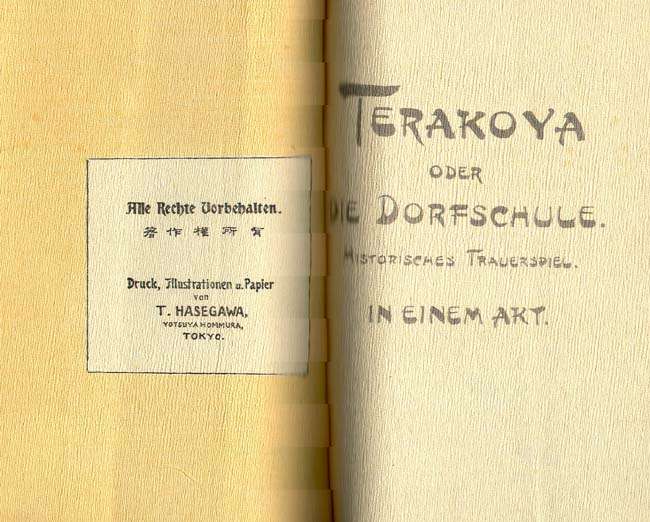 Alle Rechte Vorbehalten.
著作權所有
Druck, Illustrationen u. Papier
von
T. HASEGAWA,
YOTSUYA HOMMURA,
TOKYO.
TERAKOYA
ODER
DIE DORFSCHULE.
HISTORISCHES TRAUERSPIEL.
IN EINEM AKT.